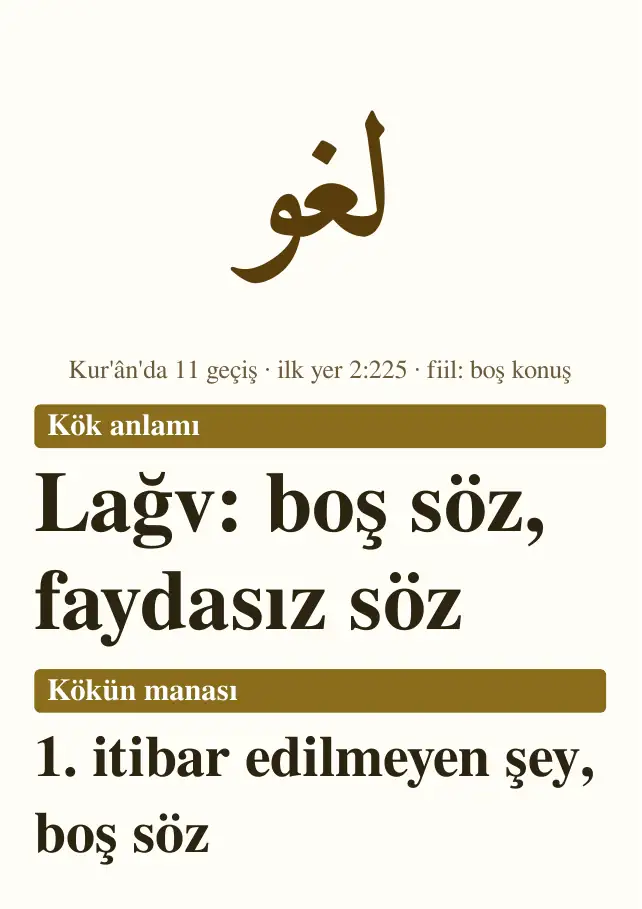 لغو
Kur'ân'da 11 geçiş · ilk yer 2:225 · fiil: boş konuş
Kök anlamı
Lağv: boş söz,
faydasız söz
Kökün manası
1. itibar edilmeyen şey,
boş söz